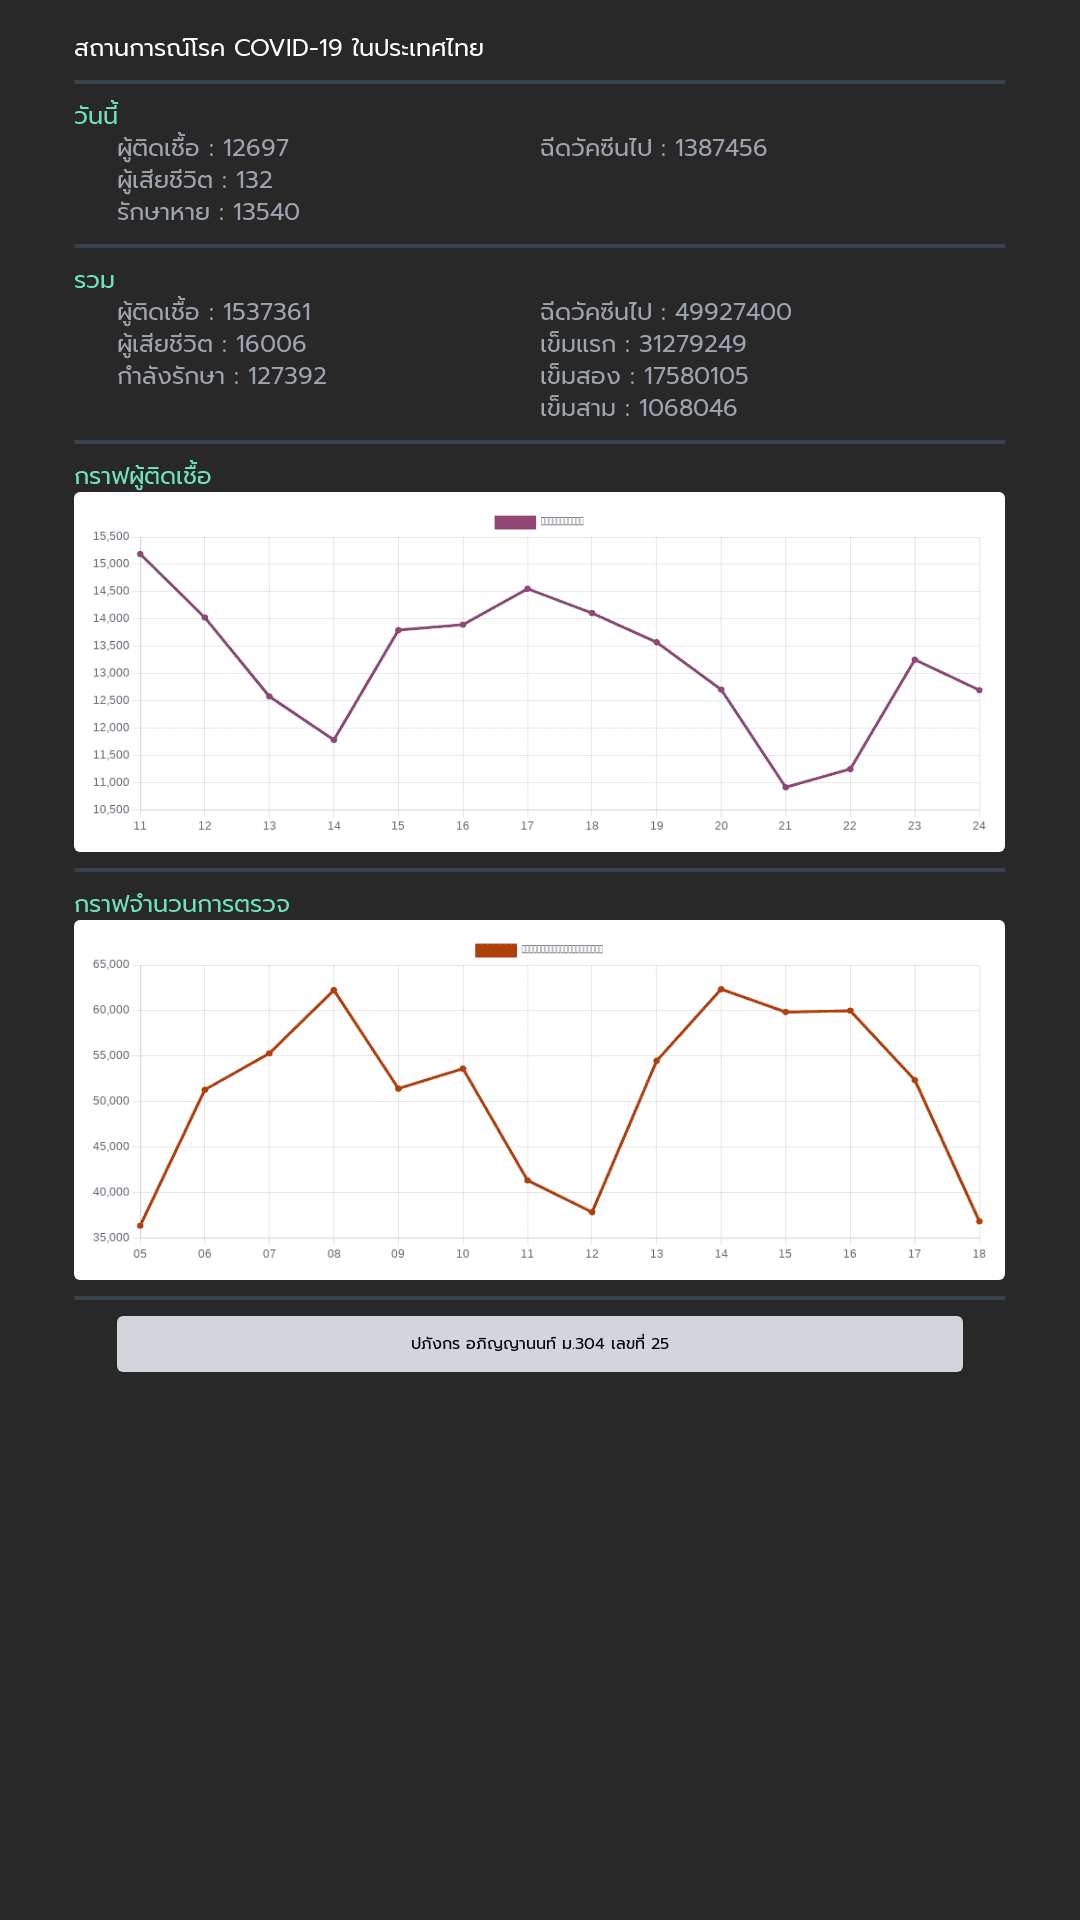 สถานการณ์โรค COVID-19 ในประเทศไทย
วันนี้
ผู้ติดเชื้อ : 12697
ผู้เสียชีวิต : 132
รักษาหาย : 13540
ฉีดวัคซีนไป : 1387456
รวม
ผู้ติดเชื้อ : 1537361
ผู้เสียชีวิต : 16006
กำลังรักษา : 127392
ฉีดวัคซีนไป : 49927400
เข็มแรก : 31279249
เข็มสอง : 17580105
เข็มสาม : 1068046
กราฟผู้ติดเชื้อ
15,500
15,000
14,500
14,000
13,500
13,000
12,500
12,000
11,500
11,000
10,500
11 12 13 14 15 16 17 18 19 20 21 22 23 24
กราฟจำนวนการตรวจ
65,000
60,000
55,000
50,000
45,000
40,000
35,000
05 06 07 08 09 10 11 12 13 14 15 16 17 18
ปภังกร อภิญญานนท์ ม.304 เลขที่ 25